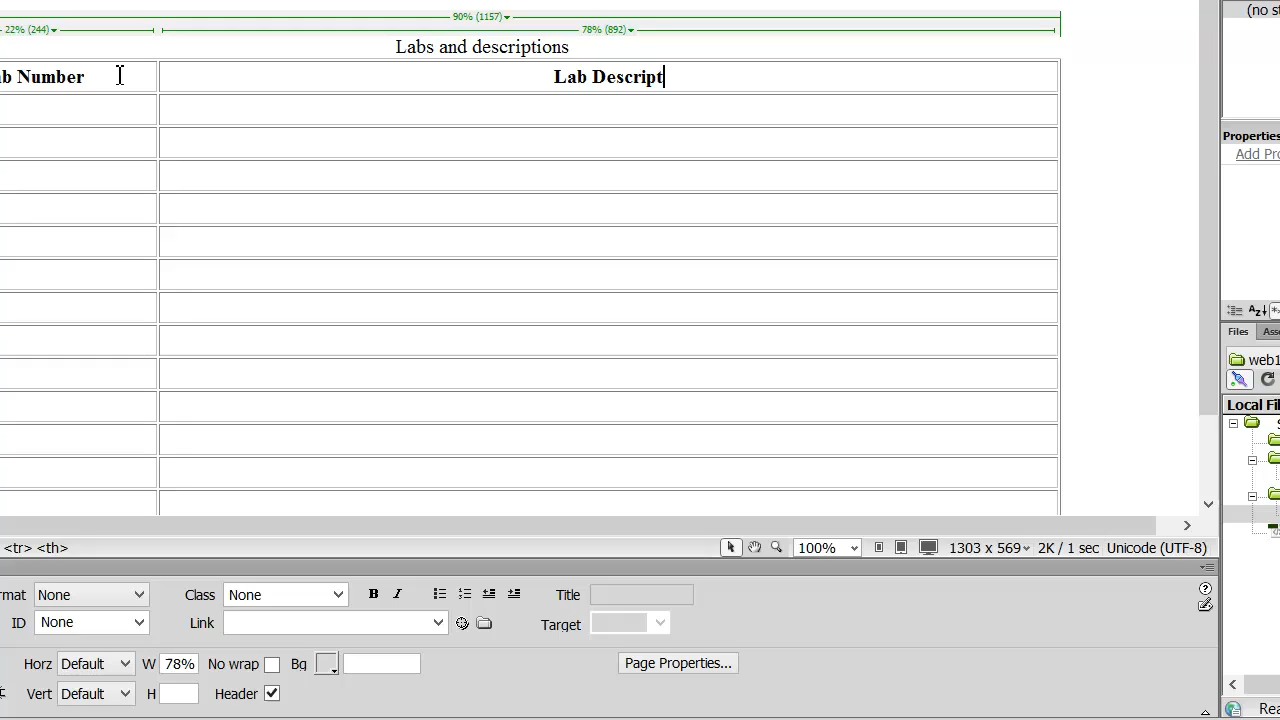 (no st
90% (1157)
22% (244)
78% (892)
Labs and descriptions
ab Number
Lab Descript
Properties
Add Pro
Files
Ass
web1
Local Fil
<tr> <th>
100%
1303 x 569
2K / 1 sec
Unicode (UTF-8)
rmat
None
Class
None
B
I
Title
ID
None
Link
Target
Horz
Default
W
78%
No wrap
Bg
Page Properties...
Vert
Default
H
Header
Rea